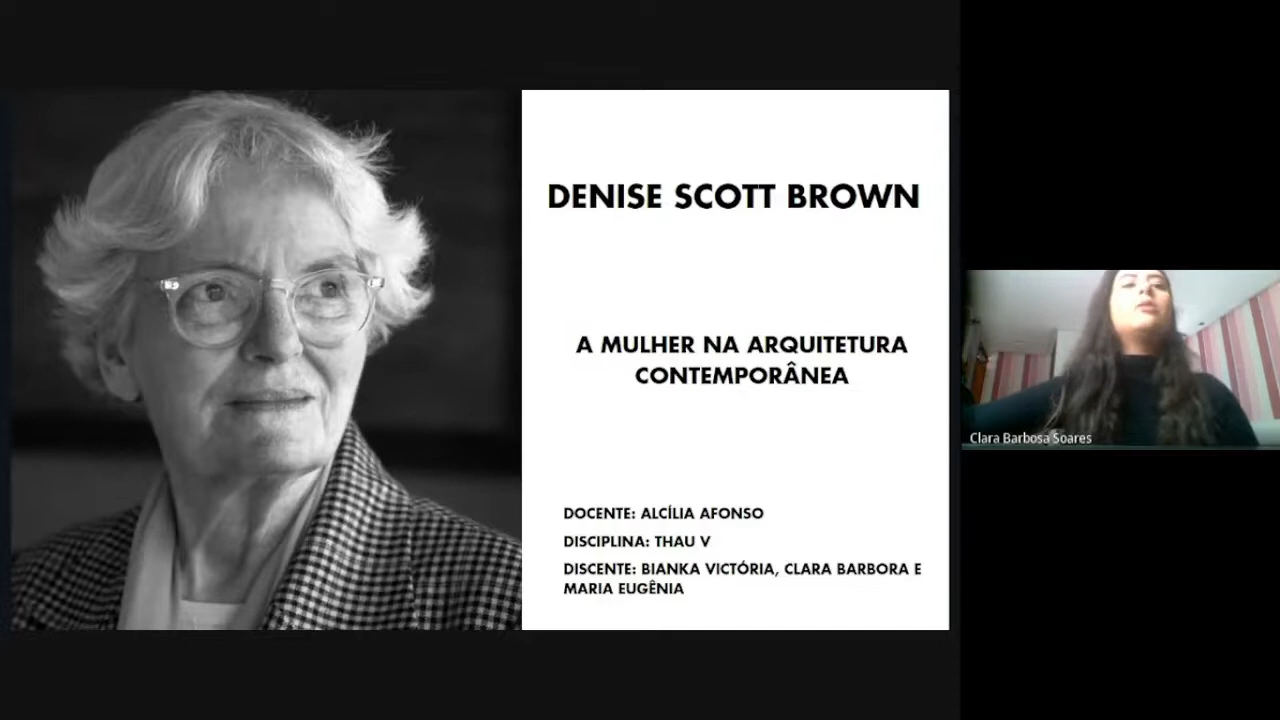 DENISE SCOTT BROWN
A MULHER NA ARQUITETURA
CONTEMPORÂNEA
DOCENTE: ALCÍLIA AFONSO
DISCIPLINA: THAU V
DISCENTE: BIANKA VICTÓRIA, CLARA BARBORA E
MARIA EUGÊNIA
Clara Barbosa Soares